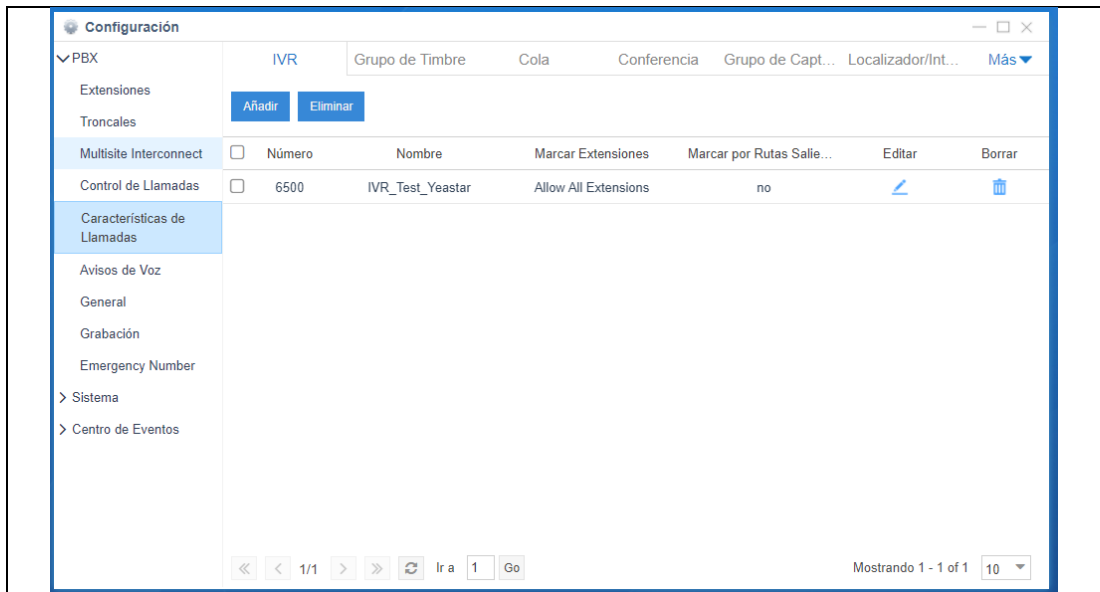 Configuración
PBX
Extensiones
Troncales
Multisite Interconnect
Control de Llamadas
Características de
Llamadas
Avisos de Voz
General
Grabación
Emergency Number
Sistema
Centro de Eventos
IVR Grupo de Timbre Cola Conferencia Grupo de Capt... Localizador/Int... Más
Añadir Eliminar
Número Nombre Marcar Extensiones Marcar por Rutas Salie... Editar Borrar
6500 IVR_Test_Yeastar Allow All Extensions no
1/1 Ir a 1 Go Mostrando 1 - 1 of 1 10